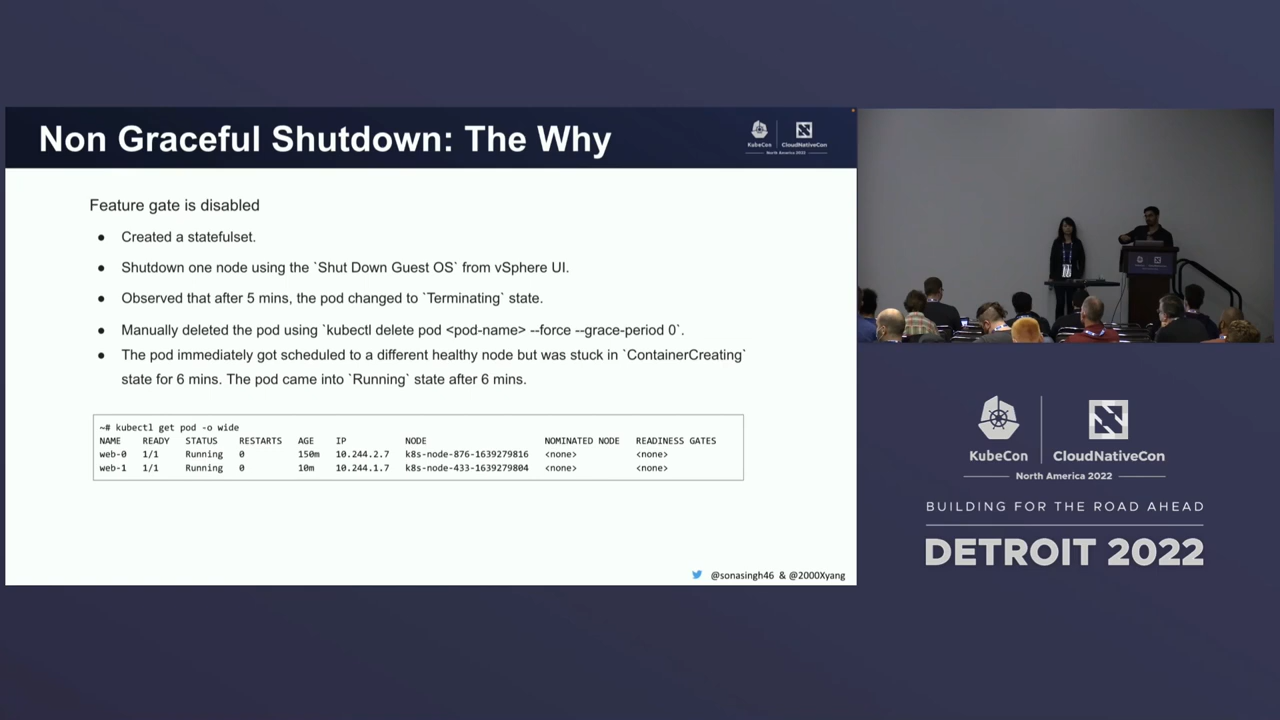 Non Graceful Shutdown: The Why
KubeCon
CloudNativeCon
North America 2022
Feature gate is disabled
● Created a statefulset.
● Shutdown one node using the `Shut Down Guest OS` from vSphere UI.
● Observed that after 5 mins, the pod changed to `Terminating` state.
● Manually deleted the pod using `kubectl delete pod <pod-name> --force --grace-period 0`.
● The pod immediately got scheduled to a different healthy node but was stuck in `ContainerCreating`
state for 6 mins. The pod came into `Running` state after 6 mins.
~# kubectl get pod -o wide
NAME READY STATUS RESTARTS AGE IP NODE NOMINATED NODE READINESS GATES
web-0 1/1 Running 0 150m 10.244.2.7 k8s-node-876-1639279816 <none> <none>
web-1 1/1 Running 0 10m 10.244.1.7 k8s-node-433-1639279804 <none> <none>
@sonasingh46 & @2000Xyang
KubeCon
CloudNativeCon
North America 2022
BUILDING FOR THE ROAD AHEAD
DETROIT 2022